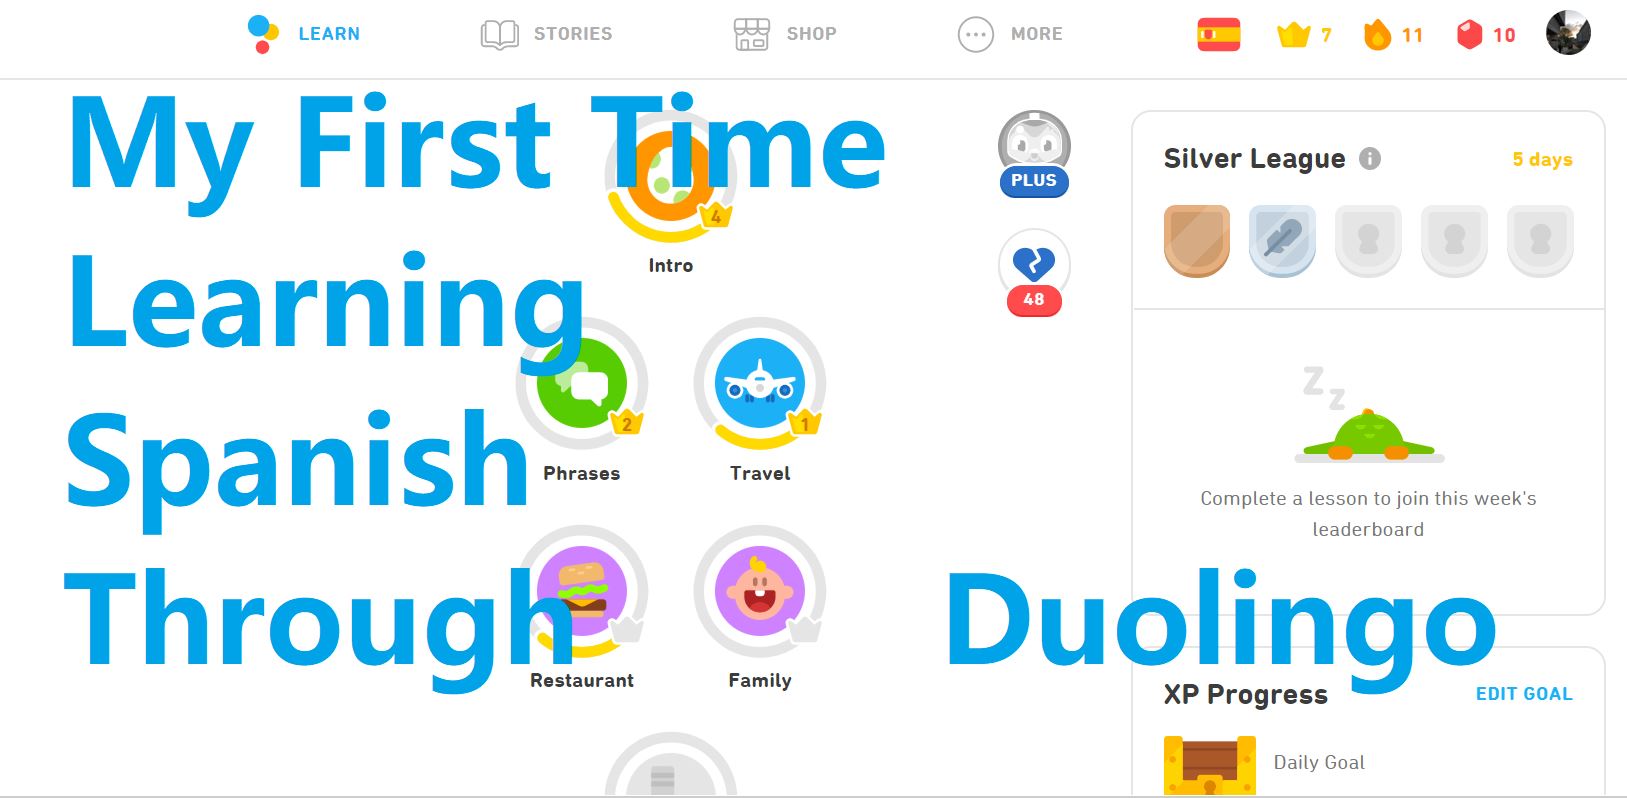 LEARN
STORIES
SHOP
MORE
7
11
10
My First Time
Learning
Spanish
Through
Duolingo
4
Intro
2
Phrases
1
Travel
Restaurant
Family
PLUS
48
Silver League
5 days
Z z
Complete a lesson to join this week's
leaderboard
XP Progress
EDIT GOAL
Daily Goal